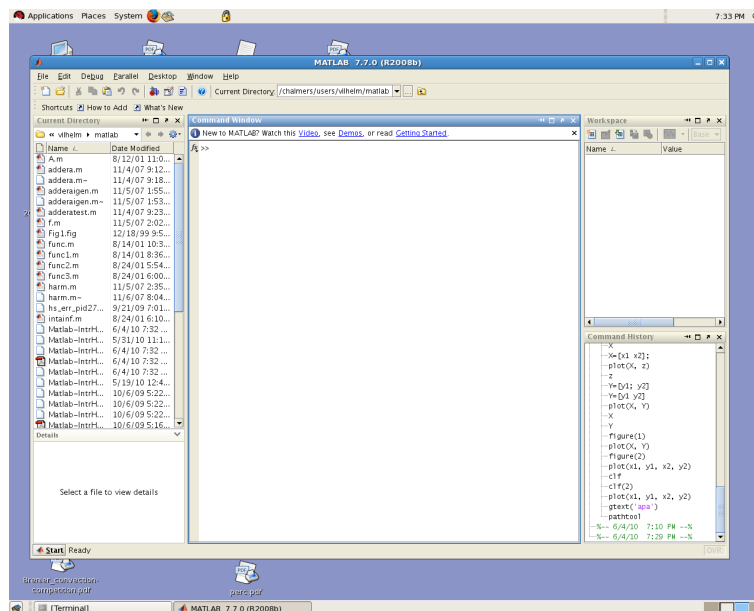 Applications Places System
7:33 PM
MATLAB 7.7.0 (R2008b)
File Edit Debug Parallel Desktop Window Help
Current Directory: /chalmers/users/vilhelm/matlab
Shortcuts How to Add What's New
Current Directory
« vilhelm matlab
Name Date Modified
A.m 8/12/01 11:0...
addera.m 11/4/07 9:12...
addera.m~ 11/4/07 9:18...
adderaigen.m 11/5/07 1:55...
adderaigen.m~ 11/5/07 1:53...
adderatest.m 11/4/07 9:23...
f.m 11/5/07 2:02...
Fig1.fig 12/18/99 9:5...
func.m 8/14/01 10:3...
func1.m 8/14/01 8:36...
func2.m 8/24/01 5:54...
func3.m 8/24/01 6:00...
harm.m 11/5/07 2:35...
harm.m~ 11/6/07 8:04...
hs_err_pid27... 9/21/09 7:01...
intainf.m 8/24/01 6:10...
Matlab-IntrH... 6/4/10 7:32 ...
Matlab-IntrH... 5/31/10 11:1...
Matlab-IntrH... 6/4/10 7:32 ...
Matlab-IntrH... 6/4/10 7:32 ...
Matlab-IntrH... 6/4/10 7:32 ...
Matlab-IntrH... 5/19/10 12:4...
Matlab-IntrH... 10/6/09 5:22...
Matlab-IntrH... 10/6/09 5:22...
Matlab-IntrH... 10/6/09 5:22...
Matlab-IntrH... 10/6/09 5:16...
Details
Select a file to view details
Command Window
New to MATLAB? Watch this Video, see Demos, or read Getting Started.
fx >>
Workspace
Base
Name Value
Command History
X
X=[x1 x2];
plot(X, z)
z
Y=[y1; y2]
Y=[y1 y2]
plot(X, Y)
X
Y
figure(1)
plot(X, Y)
figure(2)
plot(x1, y1, x2, y2)
clf
clf(2)
plot(x1, y1, x2, y2)
gtext('apa')
pathtool
%-- 6/4/10 7:10 PM --%
%-- 6/4/10 7:29 PM --%
Start Ready
OVR
Brenier_convection-
competition.pdf
perc.pdf
[Terminal]
MATLAB 7.7.0 (R2008b)